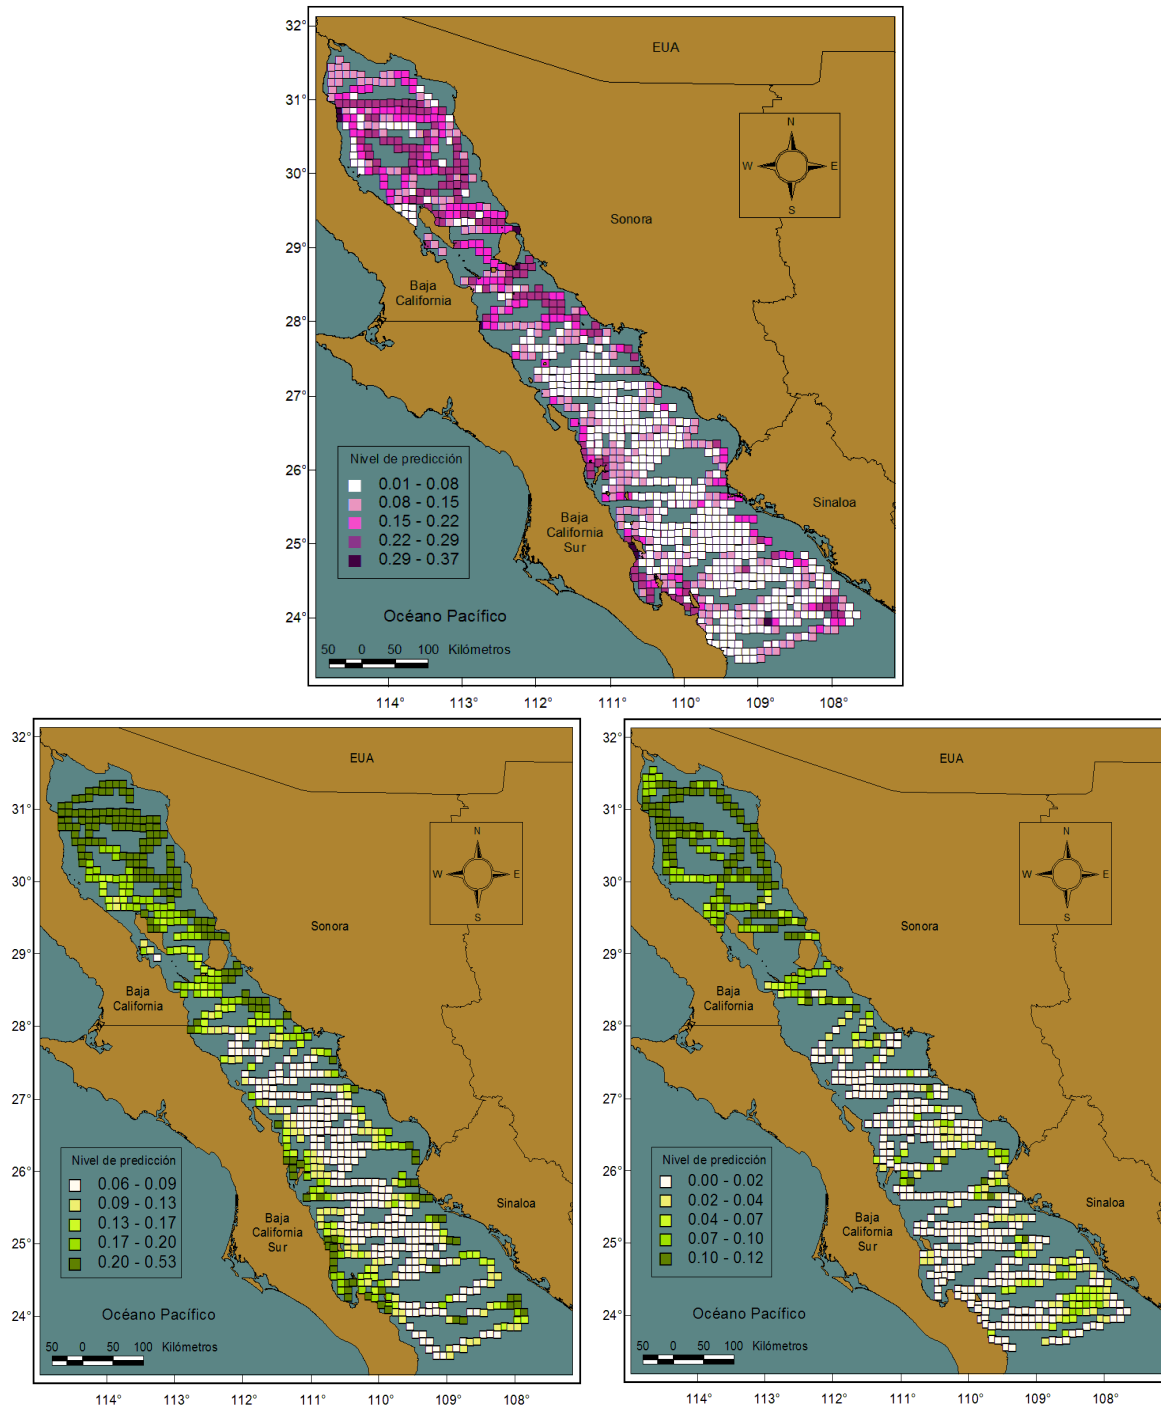 32°
31°
30°
29°
28°
27°
26°
25°
24°
EUA
N
W
E
S
Sonora
Baja
California
Sinaloa
Baja
California
Sur
Nivel de predicción
0.01 - 0.08
0.08 - 0.15
0.15 - 0.22
0.22 - 0.29
0.29 - 0.37
Océano Pacífico
50 0 50 100 Kilómetros
114° 113° 112° 111° 110° 109° 108°
32°
31°
30°
29°
28°
27°
26°
25°
24°
EUA
N
W
E
S
Sonora
Baja
California
Sinaloa
Baja
California
Sur
Nivel de predicción
0.06 - 0.09
0.09 - 0.13
0.13 - 0.17
0.17 - 0.20
0.20 - 0.53
Océano Pacífico
50 0 50 100 Kilómetros
114° 113° 112° 111° 110° 109° 108°
32°
31°
30°
29°
28°
27°
26°
25°
24°
EUA
N
W
E
S
Sonora
Baja
California
Sinaloa
Baja
California
Sur
Nivel de predicción
0.00 - 0.02
0.02 - 0.04
0.04 - 0.07
0.07 - 0.10
0.10 - 0.12
Océano Pacífico
50 0 50 100 Kilómetros
114° 113° 112° 111° 110° 109° 108°